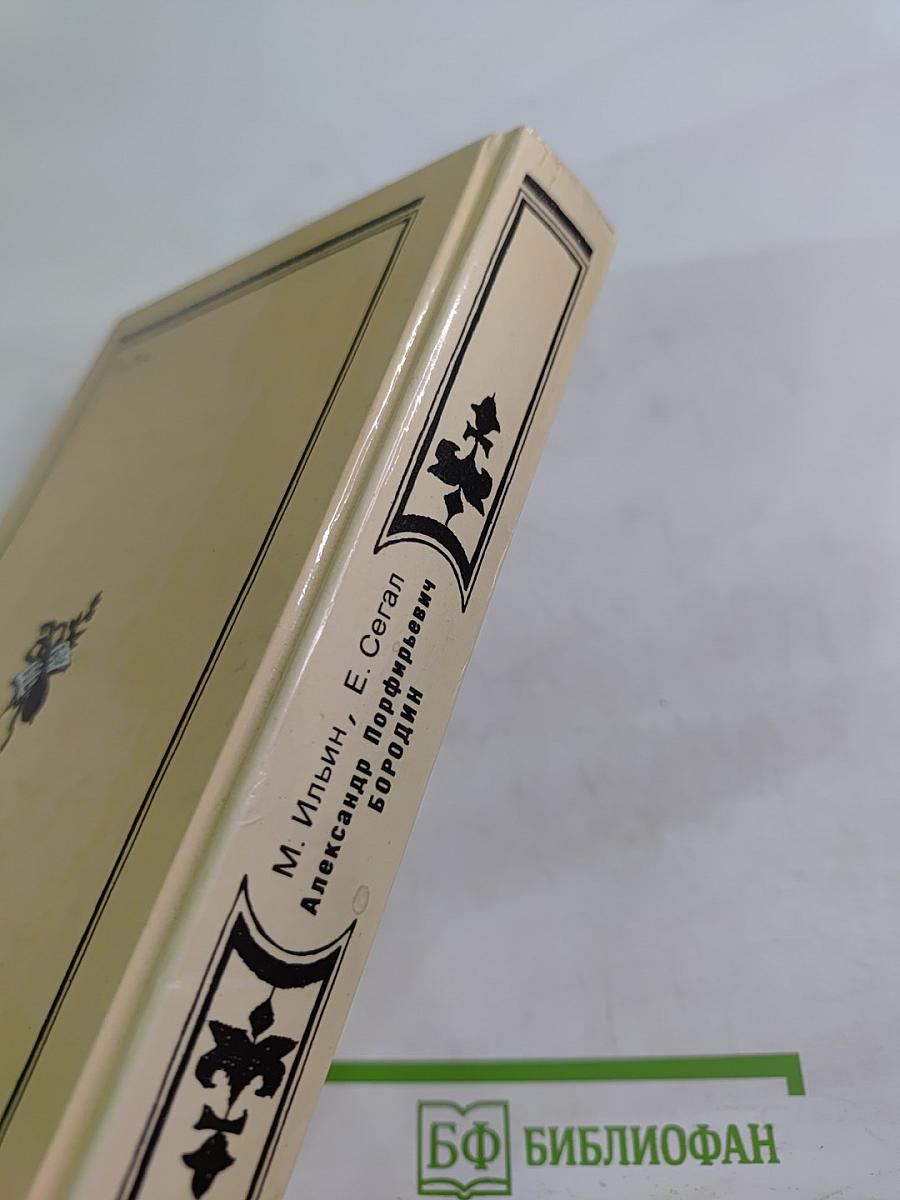 М. Ильин, Е. Сегал
Александр Порфирьевич
БОРОДИН
БФ БИБЛИОФАН